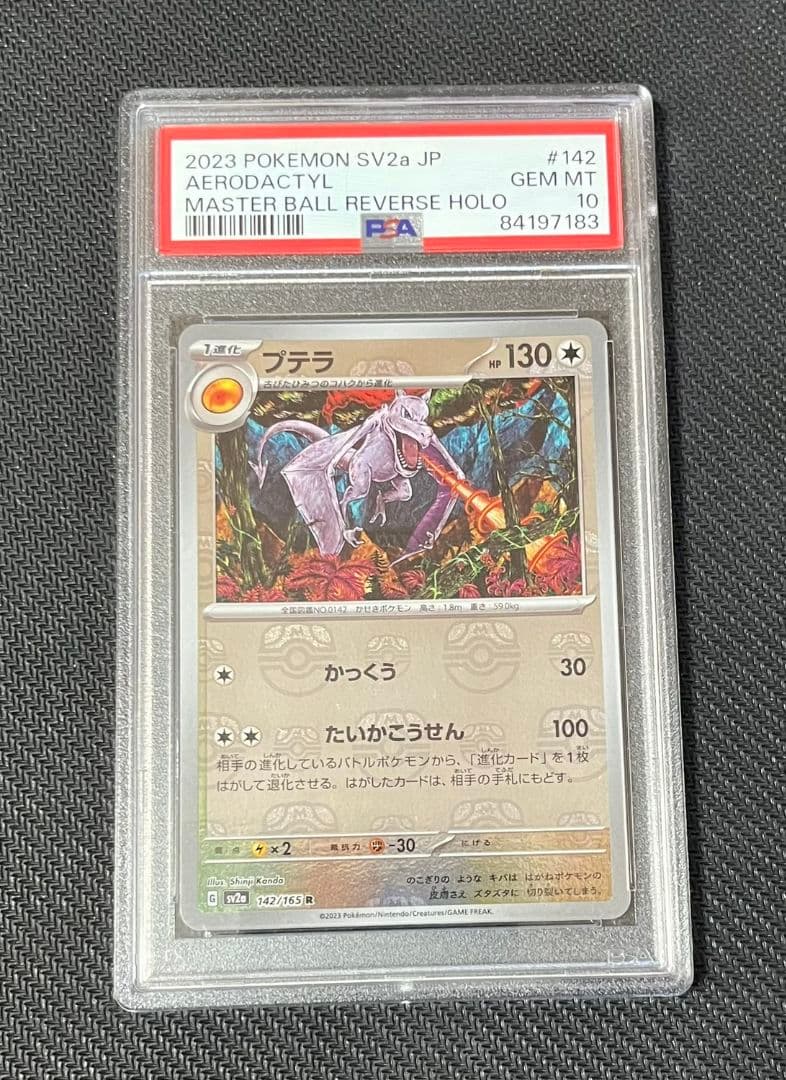 2023 POKEMON SV2a JP #142
AERODACTYL GEM MT
MASTER BALL REVERSE HOLO 10
PSA 84197183
1進化 プテラ HP 130
古びたひみつのコハクから進化
全国図鑑NO.0142 かせきポケモン 高さ:1.8m 重さ:59.0kg
かっくう 30
たいかこうせん 100
相手の進化しているバトルポケモンから、「進化カード」を1枚
はがして退化させる。はがしたカードは、相手の手札にもどす。
弱点 ×2 抵抗力 -30 にげる
Illus. Shinji Kanda
のこぎりの ような キバは はがねポケモンの
皮膚さえ ズタズタに 切り裂いてしまう。
G sv2a 142/165 R
©2023 Pokémon/Nintendo/Creatures/GAME FREAK.